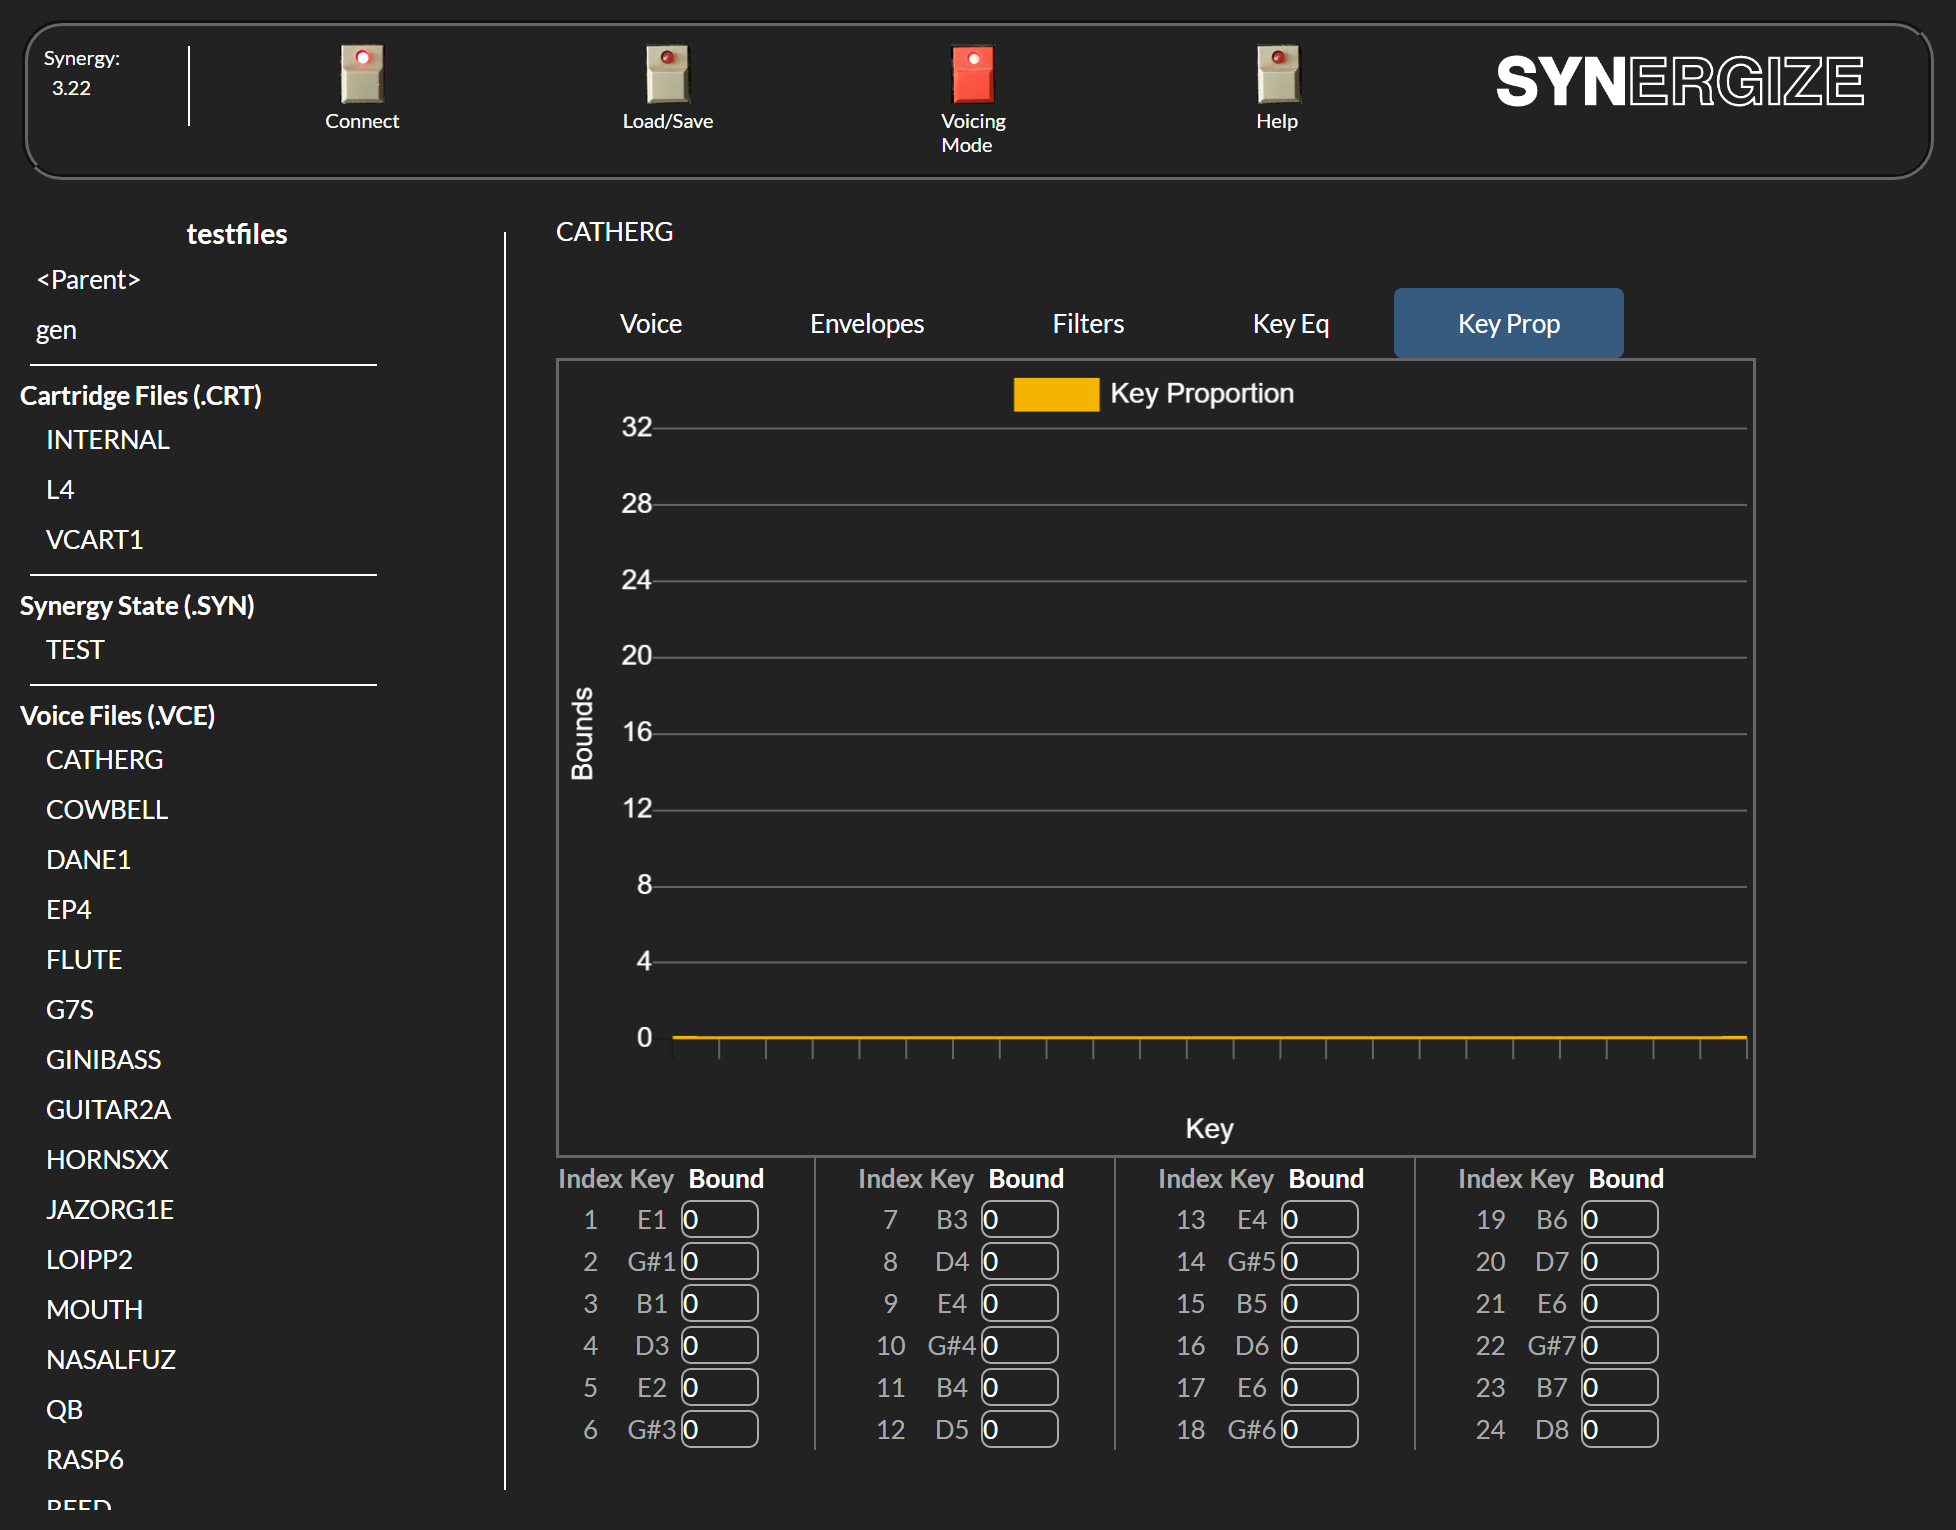 Synergy:
3.22
Connect
Load/Save
Voicing
Mode
Help
SYNERGIZE
testfiles
<Parent>
gen
Cartridge Files (.CRT)
INTERNAL
L4
VCART1
Synergy State (.SYN)
TEST
Voice Files (.VCE)
CATHERG
COWBELL
DANE1
EP4
FLUTE
G7S
GINIBASS
GUITAR2A
HORNSXX
JAZORG1E
LOIPP2
MOUTH
NASALFUZ
QB
RASP6
REED
CATHERG
Voice Envelopes Filters Key Eq Key Prop
Key Proportion
32
28
24
20
16
12
8
4
0
Bounds
Key
Index Key Bound Index Key Bound Index Key Bound Index Key Bound
1 E1 0 7 B3 0 13 E4 0 19 B6 0
2 G#1 0 8 D4 0 14 G#5 0 20 D7 0
3 B1 0 9 E4 0 15 B5 0 21 E6 0
4 D3 0 10 G#4 0 16 D6 0 22 G#7 0
5 E2 0 11 B4 0 17 E6 0 23 B7 0
6 G#3 0 12 D5 0 18 G#6 0 24 D8 0